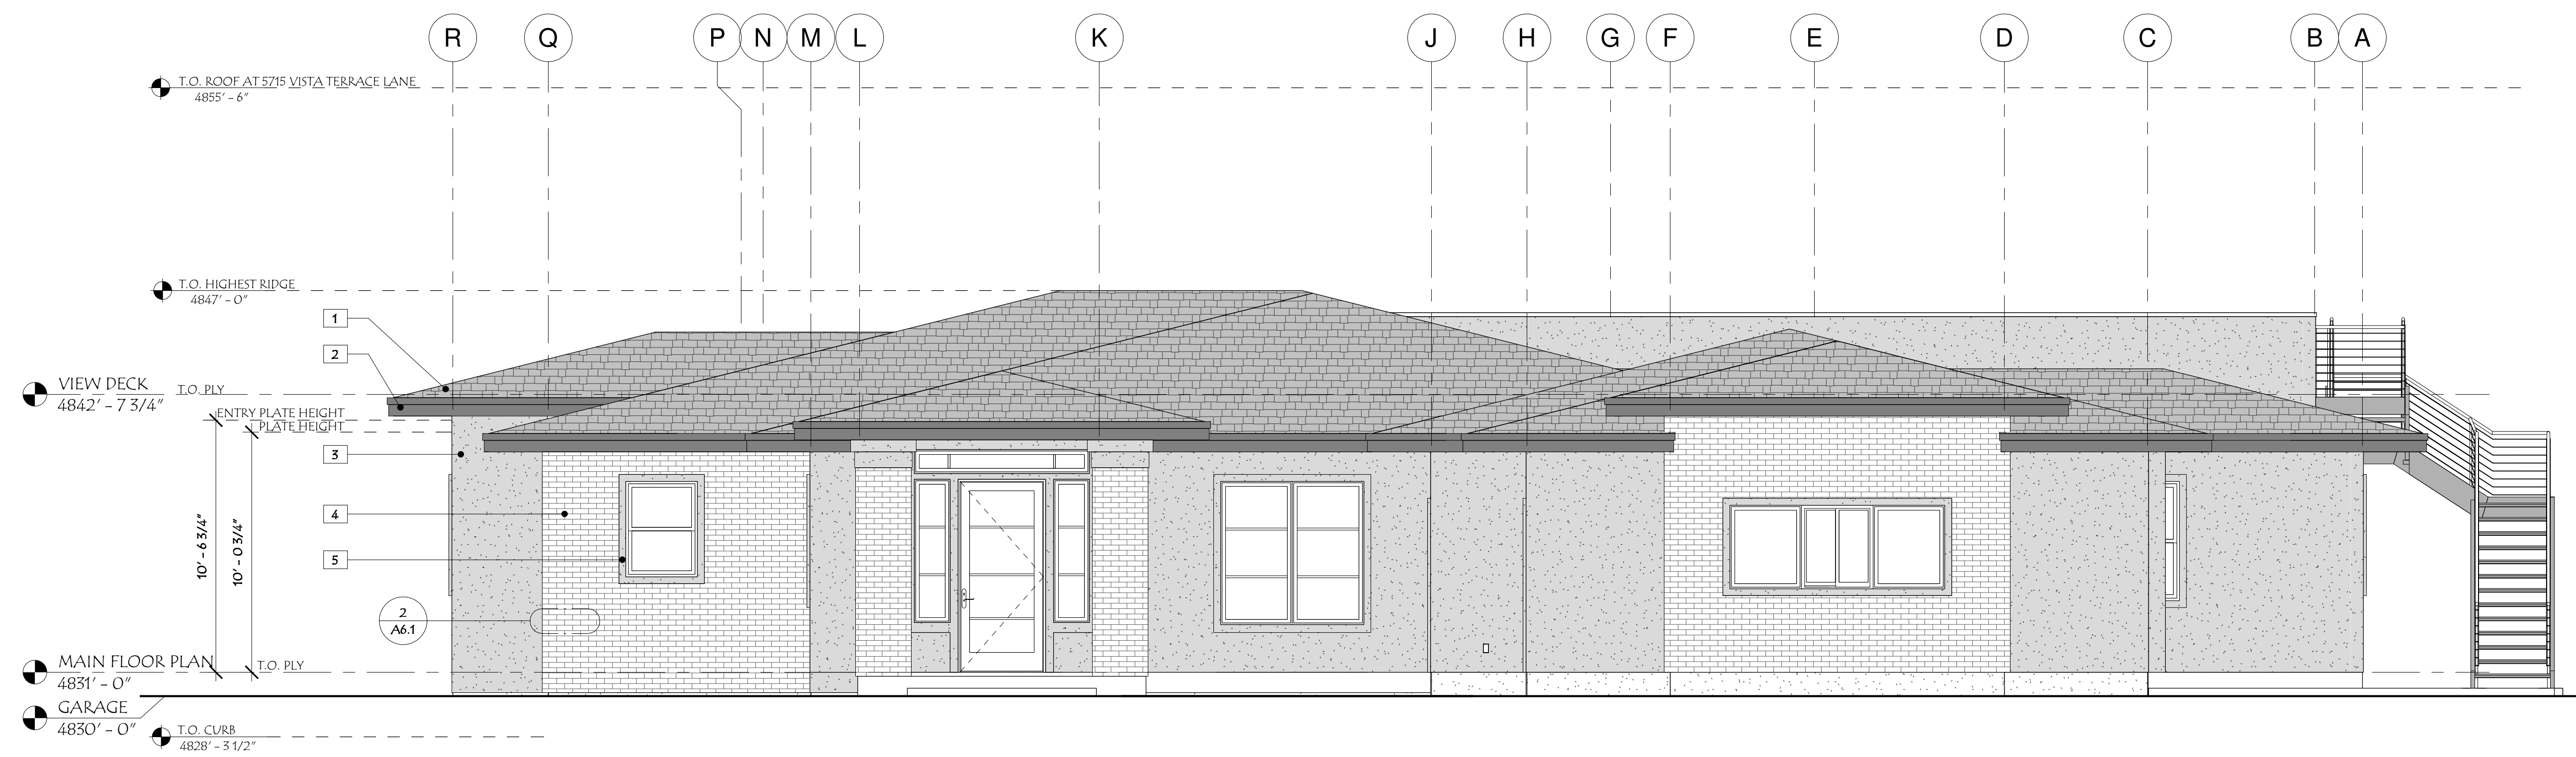 R Q P N M L K J H G F E D C B A
T.O. ROOF AT 5715 VISTA TERRACE LANE
4855' - 6"
T.O. HIGHEST RIDGE
4847' - 0"
1
2
VIEW DECK
T.O. PLY
4842' - 7 3/4"
ENTRY PLATE HEIGHT
PLATE HEIGHT
3
4
10' - 6 3/4"
10' - 0 3/4"
5
2
A6.1
MAIN FLOOR PLAN
T.O. PLY
4831' - 0"
GARAGE
4830' - 0"
T.O. CURB
4828' - 3 1/2"